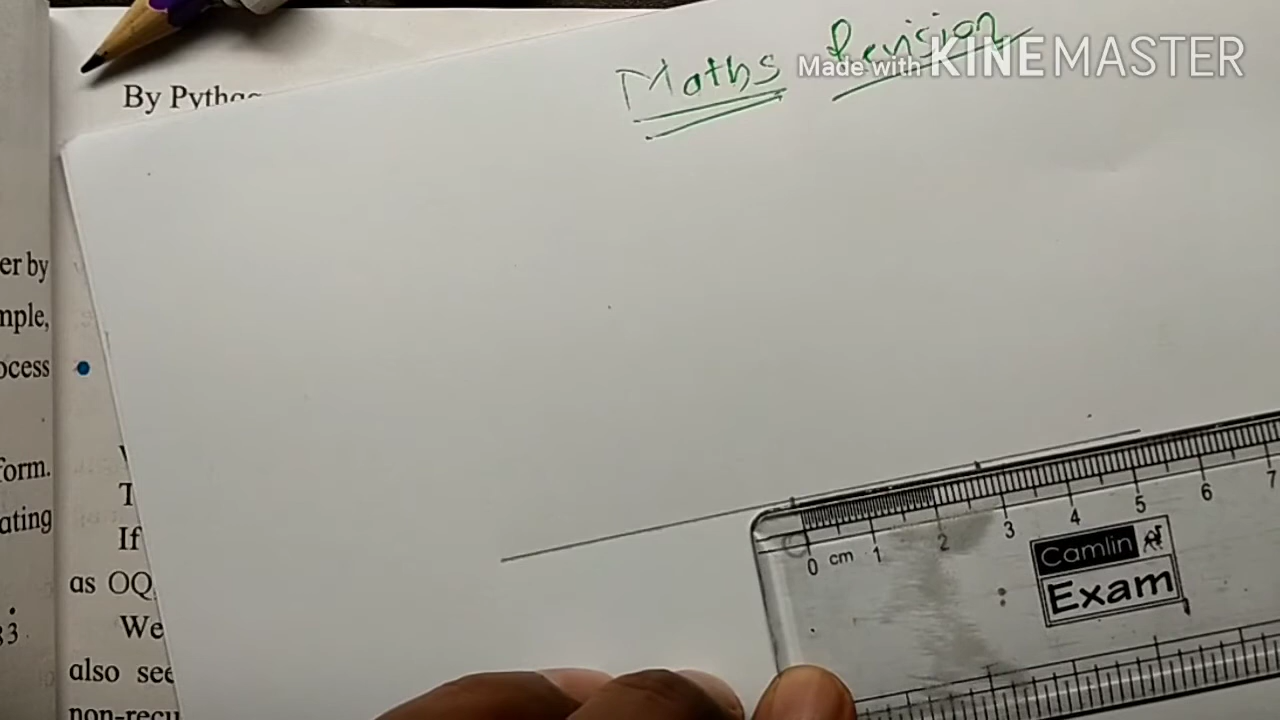 Maths Revision
Made with KINEMASTER
By Pythag
er by
mple,
ocess
form.
ating
T
If
as OQ
We
also see
non-recu
0 cm 1 2 3 4 5 6 7
Camlin
Exam